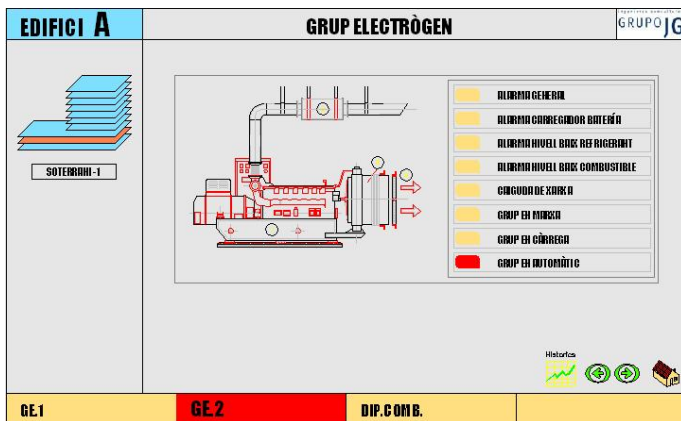 EDIFICI A
GRUP ELECTRÒGEN
GRUPO JG
SOTERRANI-1
ALARMA GENERAL
ALARMA CARREGADOR BATERÍA
ALARMA NIVELL BAIX REFRIGERANT
ALARMA NIVELL BAIX COMBUSTIBLE
CAIGUDA DE XARXA
GRUP EN MARXA
GRUP EN CÀRREGA
GRUP EN AUTOMÀTIC
Historics
GE.1
GE.2
DIP.COMB.